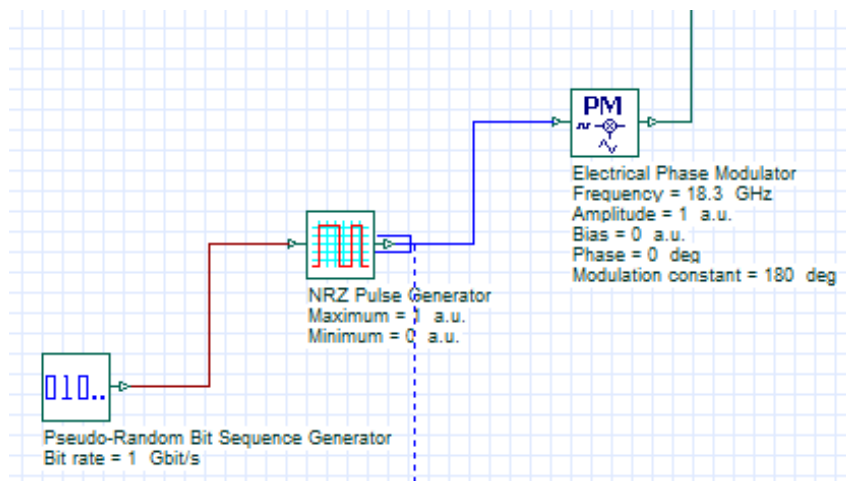 PM
Electrical Phase Modulator
Frequency = 18.3 GHz
Amplitude = 1 a.u.
Bias = 0 a.u.
Phase = 0 deg
Modulation constant = 180 deg
NRZ Pulse Generator
Maximum = 1 a.u.
Minimum = 0 a.u.
010..
Pseudo-Random Bit Sequence Generator
Bit rate = 1 Gbit/s